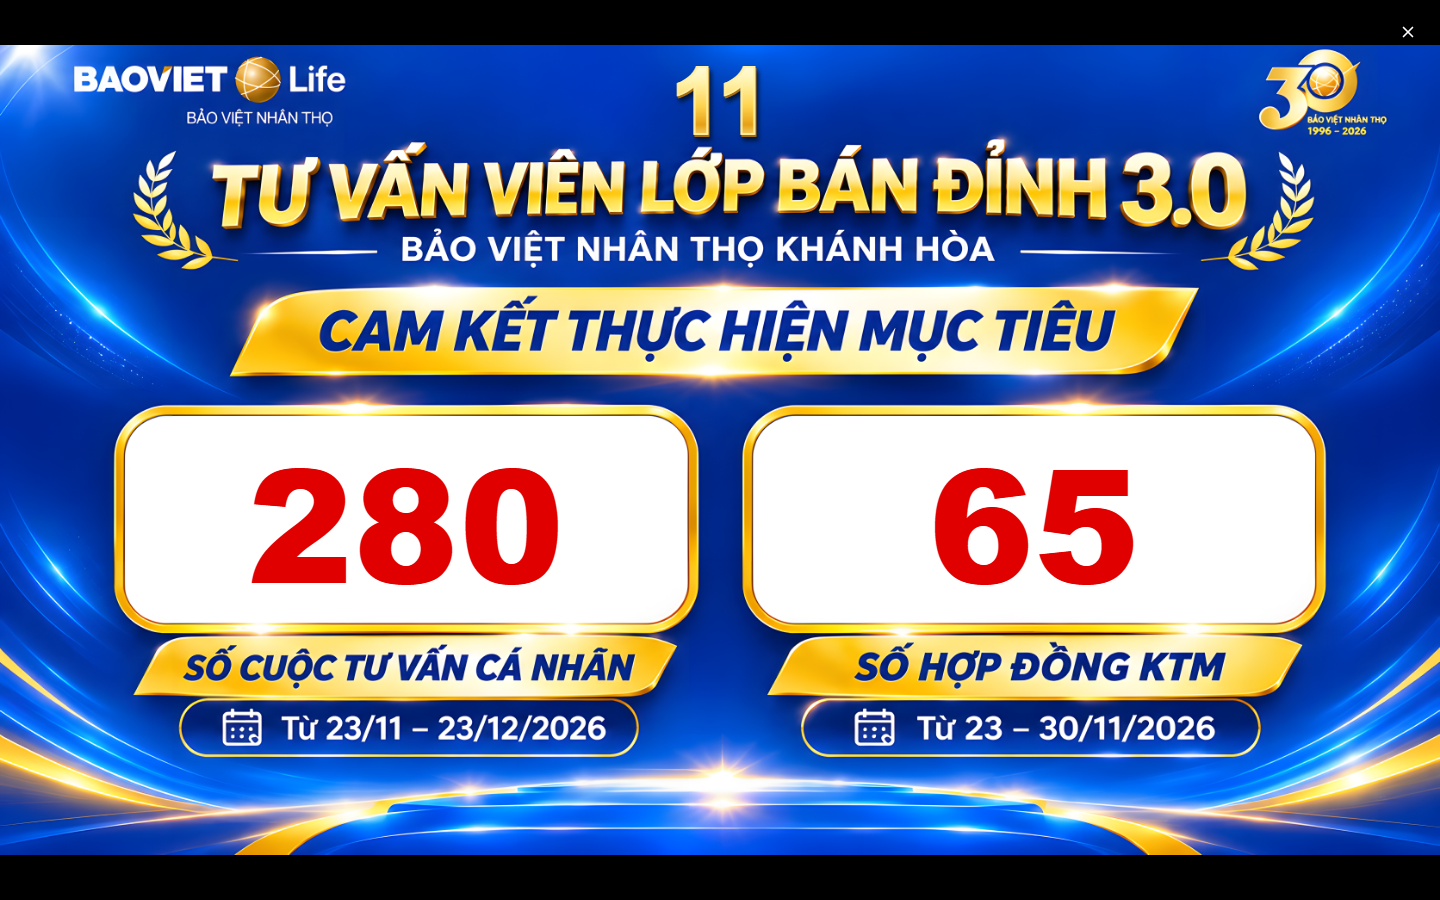 BAOVIET Life
BẢO VIỆT NHÂN THỌ
30
BẢO VIỆT NHÂN THỌ
1996 – 2026
11
TƯ VẤN VIÊN LỚP BÁN ĐỈNH 3.0
BẢO VIỆT NHÂN THỌ KHÁNH HÒA
CAM KẾT THỰC HIỆN MỤC TIÊU
280
SỐ CUỘC TƯ VẤN CÁ NHÃN
Từ 23/11 – 23/12/2026
65
SỐ HỢP ĐỒNG KTM
Từ 23 – 30/11/2026